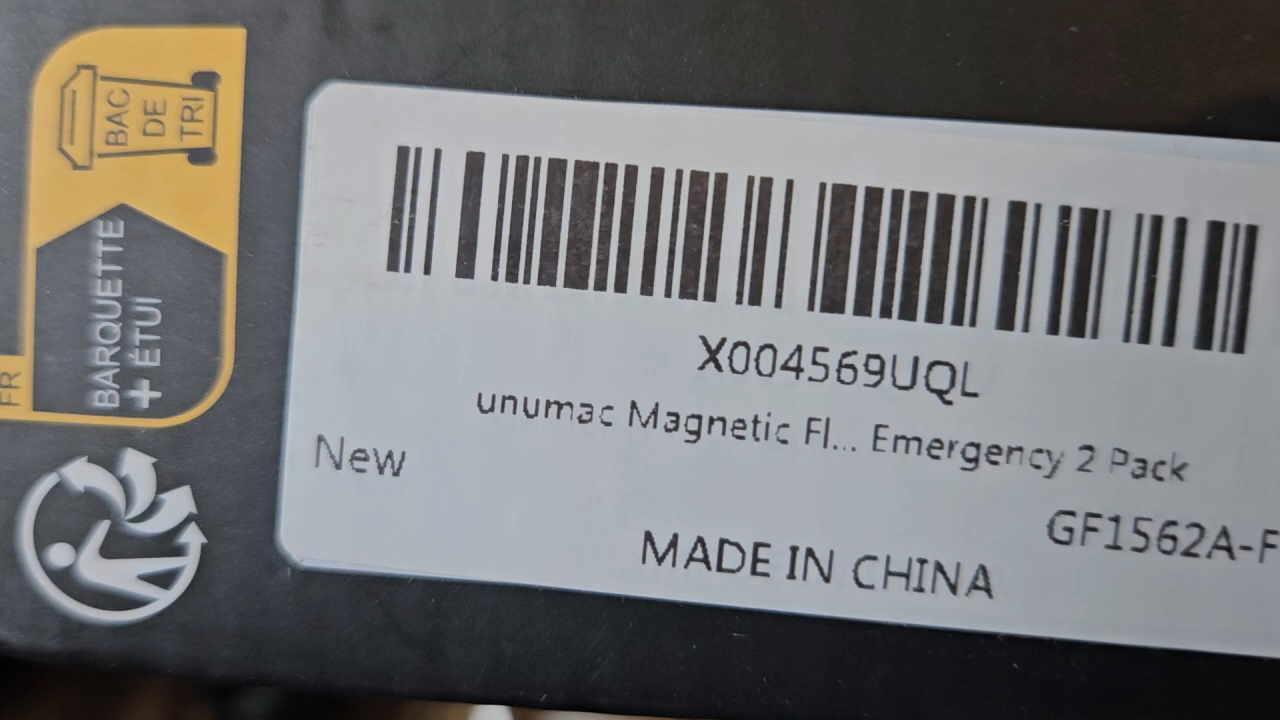 BAC
DE
TRI
BARQUETTE
+ ÉTUI
FR
X004569UQL
unumac Magnetic Fl... Emergency 2 Pack
New
GF1562A-F
MADE IN CHINA